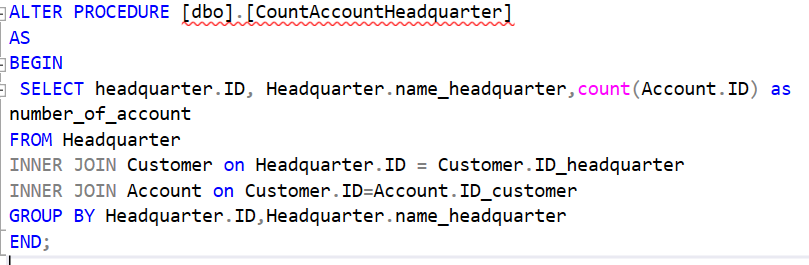 ALTER PROCEDURE [dbo].[CountAccountHeadquarter]
AS
BEGIN
SELECT headquarter.ID, Headquarter.name_headquarter,count(Account.ID) as
number_of_account
FROM Headquarter
INNER JOIN Customer on Headquarter.ID = Customer.ID_headquarter
INNER JOIN Account on Customer.ID=Account.ID_customer
GROUP BY Headquarter.ID,Headquarter.name_headquarter
END;